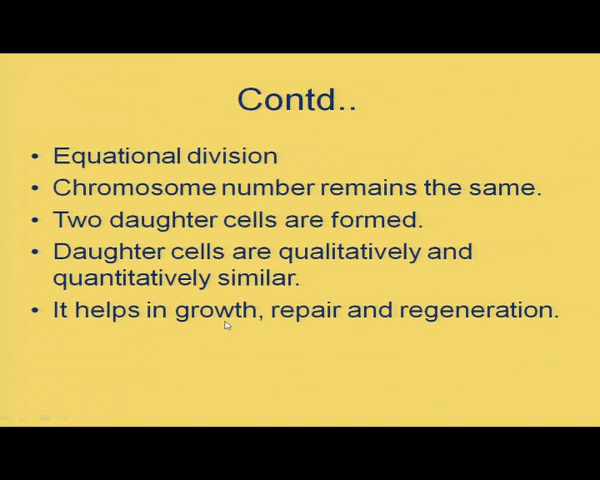 Contd..
• Equational division
• Chromosome number remains the same.
• Two daughter cells are formed.
• Daughter cells are qualitatively and
quantitatively similar.
• It helps in growth, repair and regeneration.